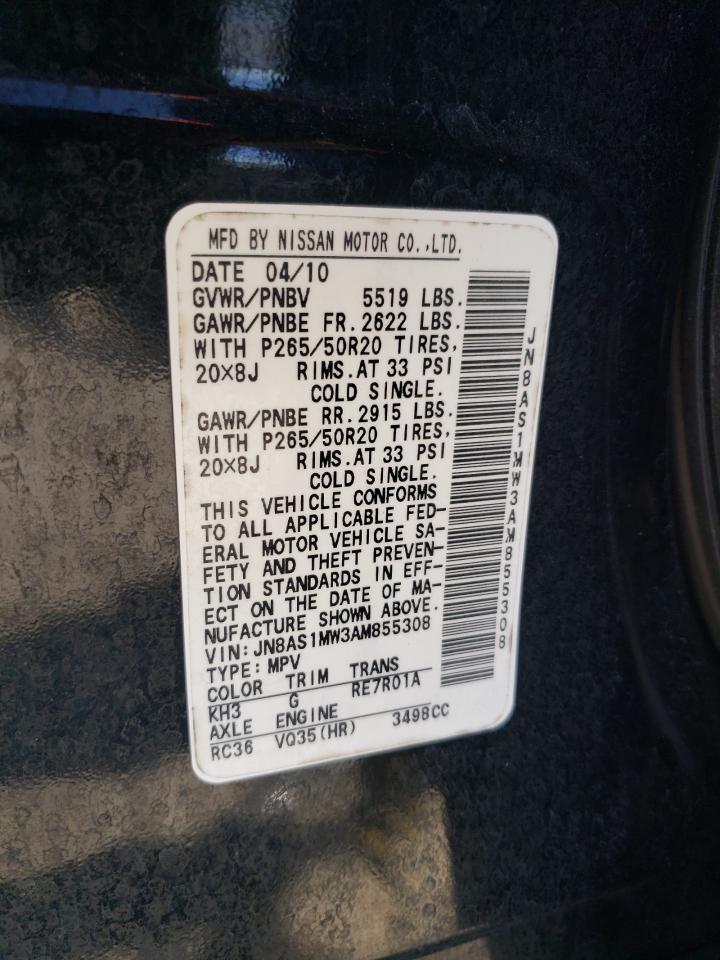 MFD BY NISSAN MOTOR CO.,LTD.
DATE 04/10
GVWR/PNBV 5519 LBS.
GAWR/PNBE FR.2622 LBS.
WITH P265/50R20 TIRES,
20×8J RIMS.AT 33 PSI
COLD SINGLE.
GAWR/PNBE RR.2915 LBS.
WITH P265/50R20 TIRES,
20×8J RIMS.AT 33 PSI
COLD SINGLE.
THIS VEHICLE CONFORMS
TO ALL APPLICABLE FED-
ERAL MOTOR VEHICLE SA-
FETY AND THEFT PREVEN-
TION STANDARDS IN EFF-
ECT ON THE DATE OF MA-
NUFACTURE SHOWN ABOVE.
VIN:JN8AS1MW3AM855308
TYPE:MPV
COLOR TRIM TRANS
KH3 G RE7R01A
AXLE ENGINE
RC36 VQ35(HR) 3498CC
JN8AS1MW3AM855308